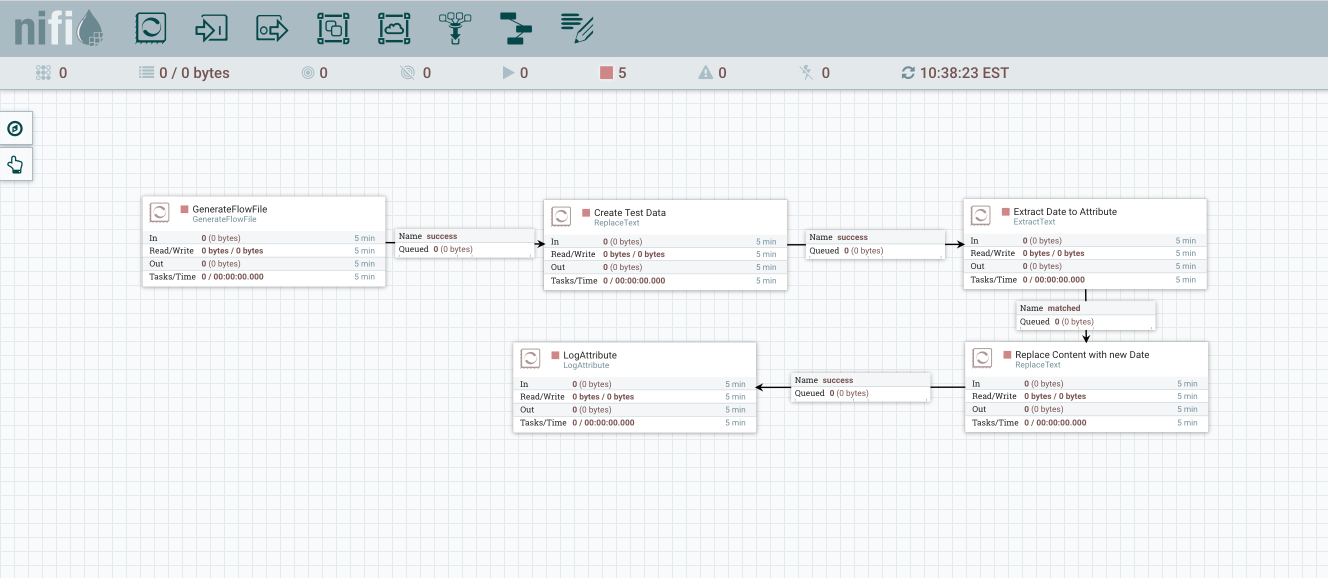 nifi
0
0 / 0 bytes
0
0
0
5
0
0
10:38:23 EST
GenerateFlowFile
GenerateFlowFile
In 0 (0 bytes) 5 min
Read/Write 0 bytes / 0 bytes 5 min
Out 0 (0 bytes) 5 min
Tasks/Time 0 / 00:00:00.000 5 min
Name success
Queued 0 (0 bytes)
Create Test Data
ReplaceText
In 0 (0 bytes) 5 min
Read/Write 0 bytes / 0 bytes 5 min
Out 0 (0 bytes) 5 min
Tasks/Time 0 / 00:00:00.000 5 min
Name success
Queued 0 (0 bytes)
Extract Date to Attribute
ExtractText
In 0 (0 bytes) 5 min
Read/Write 0 bytes / 0 bytes 5 min
Out 0 (0 bytes) 5 min
Tasks/Time 0 / 00:00:00.000 5 min
Name matched
Queued 0 (0 bytes)
Replace Content with new Date
ReplaceText
In 0 (0 bytes) 5 min
Read/Write 0 bytes / 0 bytes 5 min
Out 0 (0 bytes) 5 min
Tasks/Time 0 / 00:00:00.000 5 min
Name success
Queued 0 (0 bytes)
LogAttribute
LogAttribute
In 0 (0 bytes) 5 min
Read/Write 0 bytes / 0 bytes 5 min
Out 0 (0 bytes) 5 min
Tasks/Time 0 / 00:00:00.000 5 min